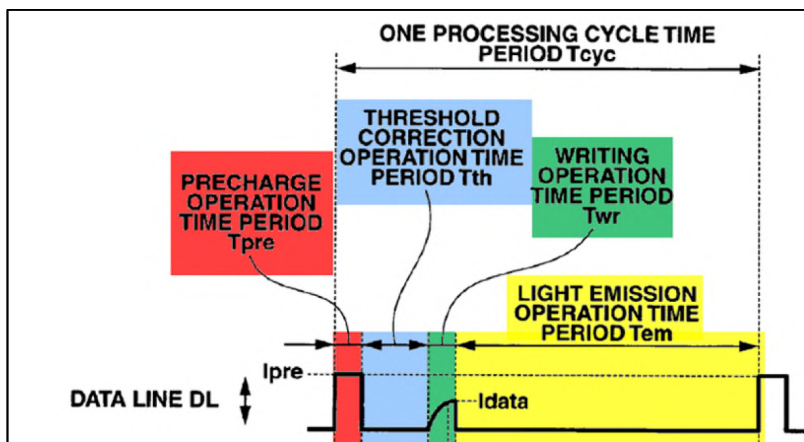 ONE PROCESSING CYCLE TIME
PERIOD Tcyc
THRESHOLD
CORRECTION
OPERATION TIME
PERIOD Tth
WRITING
OPERATION
TIME PERIOD
Twr
PRECHARGE
OPERATION
TIME PERIOD
Tpre
LIGHT EMISSION
OPERATION TIME
PERIOD Tem
Ipre
DATA LINE DL
Idata